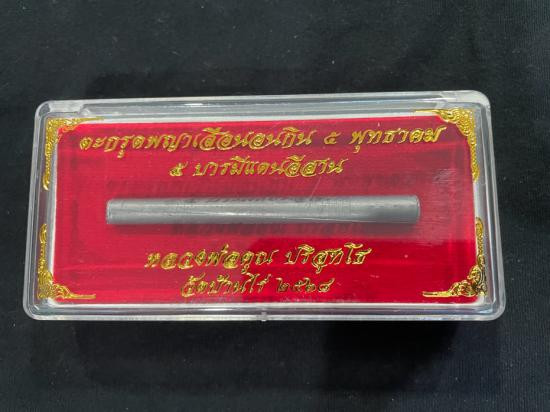 ตะกรุดพญาเสือนอนกิน ๕ พุทธาคม
๕ บารมีแดนอีสาน
หลวงพ่อคูณ ปริสุทโธ
วัดบ้านไร่ ๒๕๒๘